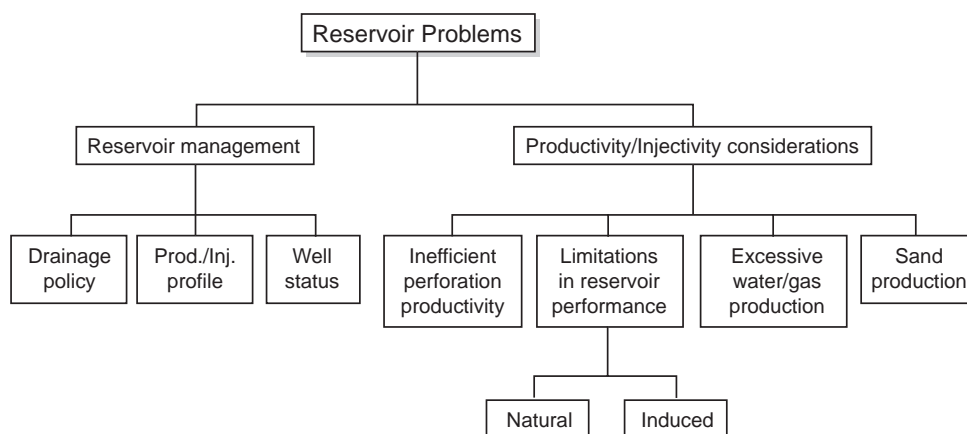 Reservoir Problems
Reservoir management
Productivity/Injectivity considerations
Drainage
policy
Prod./Inj.
profile
Well
status
Inefficient
perforation
productivity
Limitations
in reservoir
performance
Excessive
water/gas
production
Sand
production
Natural
Induced